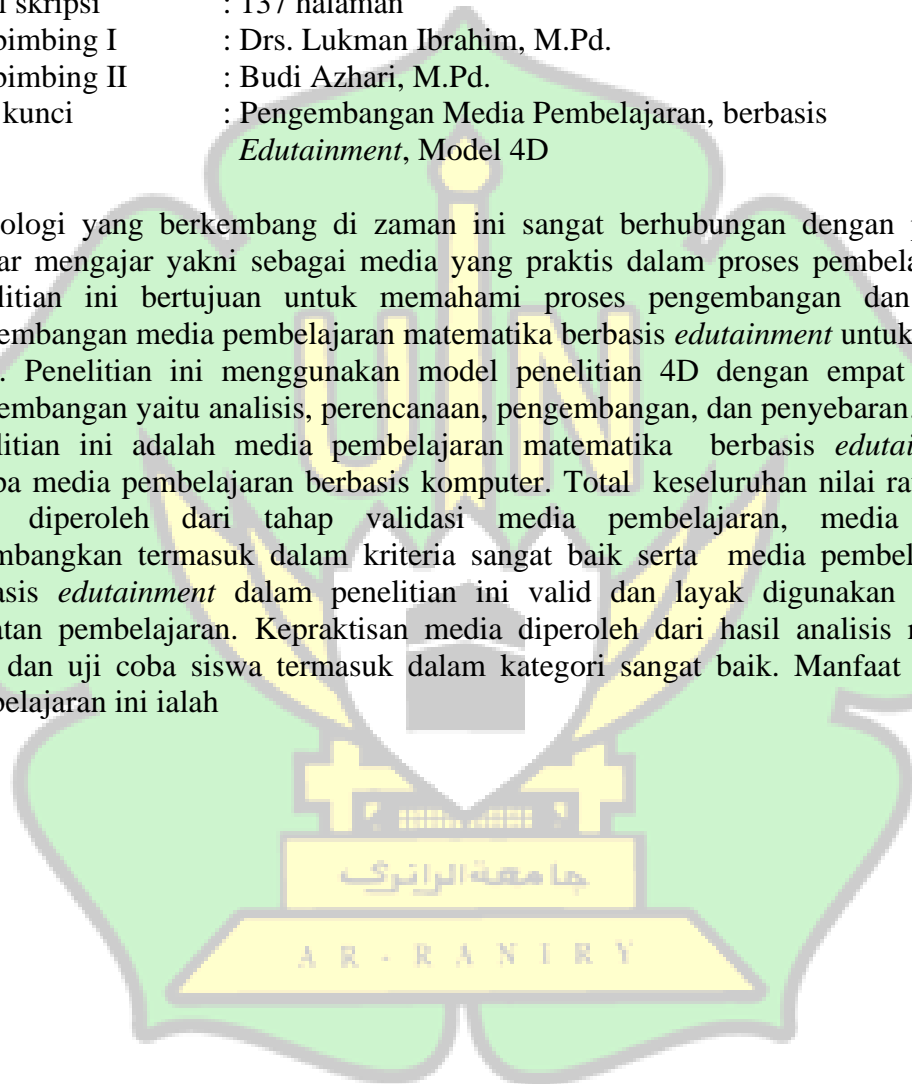 l skripsi : 137 halaman
bimbing I : Drs. Lukman Ibrahim, M.Pd.
bimbing II : Budi Azhari, M.Pd.
kunci : Pengembangan Media Pembelajaran, berbasis
Edutainment, Model 4D
ologi yang berkembang di zaman ini sangat berhubungan dengan
ar mengajar yakni sebagai media yang praktis dalam proses pembela
litian ini bertujuan untuk memahami proses pengembangan dan
embangan media pembelajaran matematika berbasis edutainment untuk
. Penelitian ini menggunakan model penelitian 4D dengan empat
embangan yaitu analisis, perencanaan, pengembangan, dan penyebaran.
litian ini adalah media pembelajaran matematika berbasis edutai
pa media pembelajaran berbasis komputer. Total keseluruhan nilai ra
diperoleh dari tahap validasi media pembelajaran, media
mbangkan termasuk dalam kriteria sangat baik serta media pembel
asis edutainment dalam penelitian ini valid dan layak digunakan
atan pembelajaran. Kepraktisan media diperoleh dari hasil analisis
dan uji coba siswa termasuk dalam kategori sangat baik. Manfaat
belajaran ini ialah
UIN
جامعة الرانري
AR-RANIRY